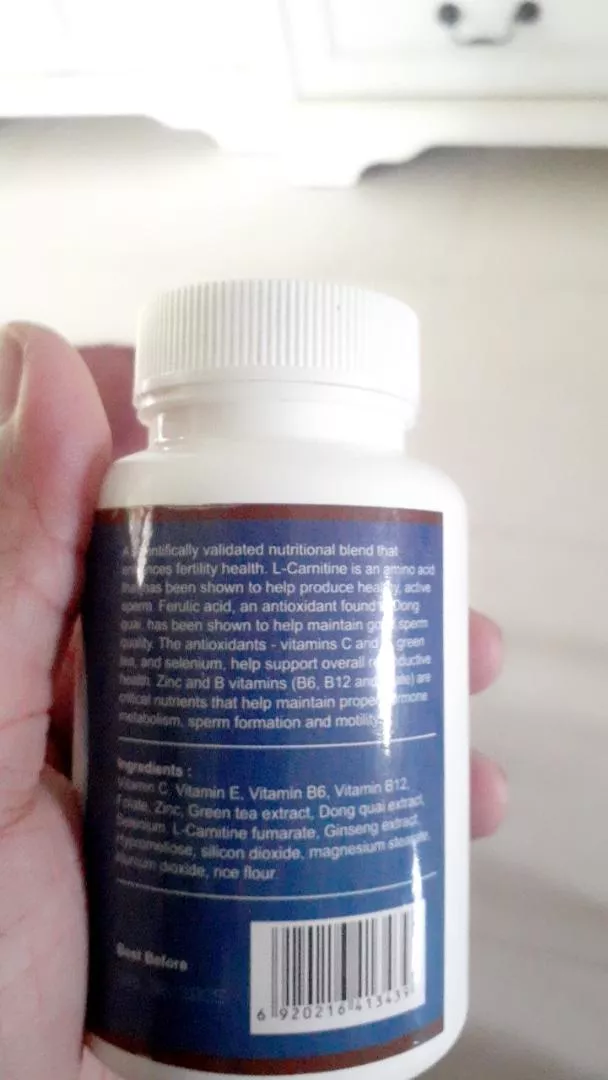 A scientifically validated nutritional blend that
enhances fertility health. L-Carnitine is an amino acid
that has been shown to help produce healthy, active
sperm. Ferulic acid, an antioxidant found Dong
quai, has been shown to help maintain good sperm
quality. The antioxidants - vitamins C and green
tea, and selenium, help support overall reproductive
health. Zinc and B vitamins (B6, B12 and folate) are
critical nutrients that help maintain proper hormone
metabolism, sperm formation and motility.
Ingredients :
Vitamin C, Vitamin E, Vitamin B6, Vitamin B12,
Folate, Zinc, Green tea extract, Dong quai extract,
Selenium, L-Carnitine fumarate, Ginseng extract,
Hypromellose, silicon dioxide, magnesium stearate,
dioxide, rice flour.
Best Before
6 920216 41343